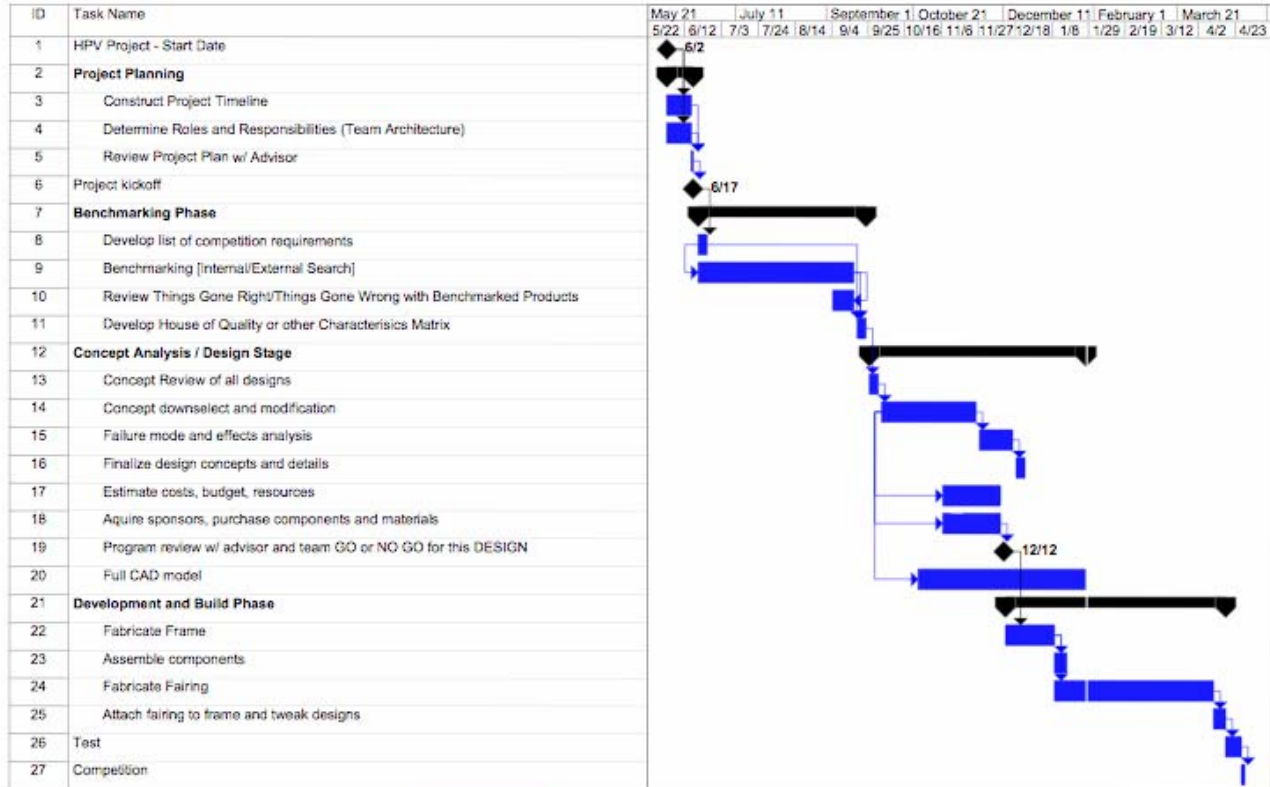 ID Task Name May 21 July 11 September 1 October 21 December 11 February 1 March 21
5/22 6/12 7/3 7/24 8/14 9/4 9/25 10/16 11/6 11/27 12/18 1/8 1/29 2/19 3/12 4/2 4/23
1 HPV Project - Start Date 6/2
2 Project Planning
3 Construct Project Timeline
4 Determine Roles and Responsibilities (Team Architecture)
5 Review Project Plan w/ Advisor
6 Project kickoff 6/17
7 Benchmarking Phase
8 Develop list of competition requirements
9 Benchmarking [Internal/External Search]
10 Review Things Gone Right/Things Gone Wrong with Benchmarked Products
11 Develop House of Quality or other Characterisics Matrix
12 Concept Analysis / Design Stage
13 Concept Review of all designs
14 Concept downselect and modification
15 Failure mode and effects analysis
16 Finalize design concepts and details
17 Estimate costs, budget, resources
18 Aquire sponsors, purchase components and materials
19 Program review w/ advisor and team GO or NO GO for this DESIGN 12/12
20 Full CAD model
21 Development and Build Phase
22 Fabricate Frame
23 Assemble components
24 Fabricate Fairing
25 Attach fairing to frame and tweak designs
26 Test
27 Competition